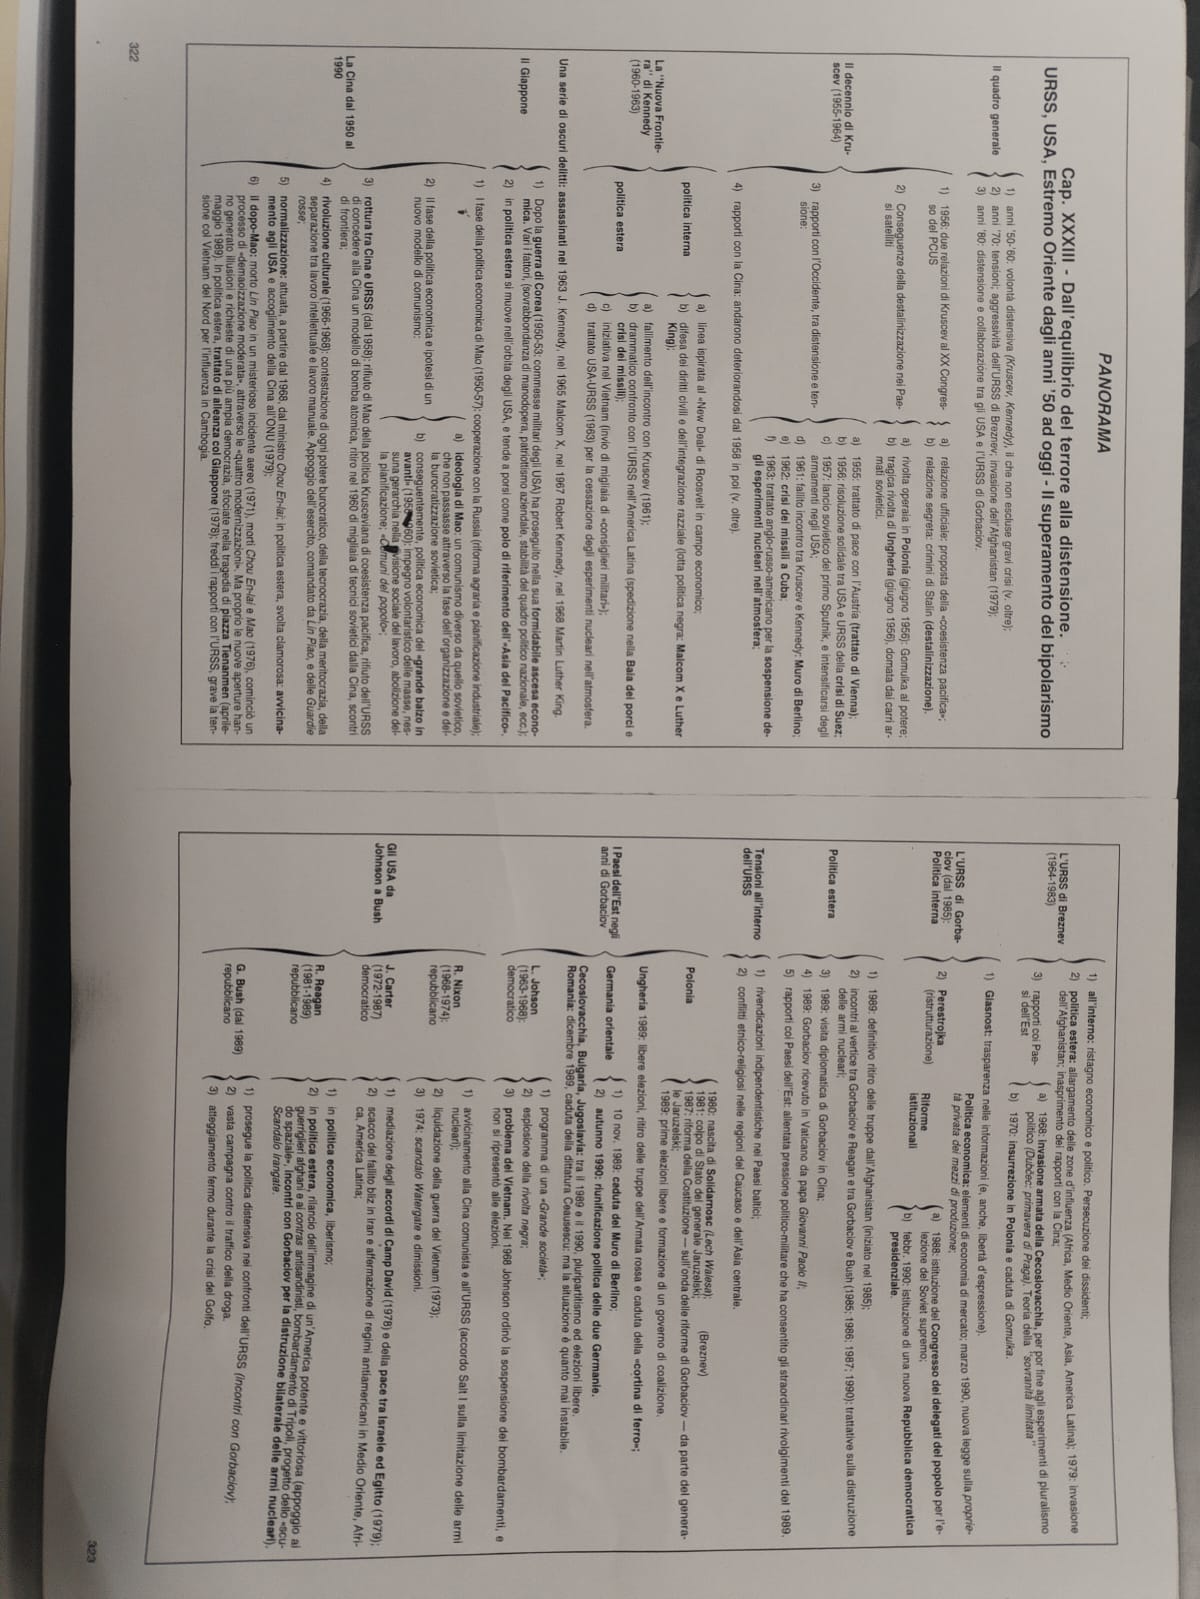 PANORAMA
Cap. XXXIII - Dall'equilibrio del terrore alla distensione.
URSS, USA, Estremo Oriente dagli anni '50 ad oggi - Il superamento del bipolarismo
Il quadro generale
1) anni '50-'60: volontà distensiva (Kruscev, Kennedy), il che non escluse gravi crisi (v. oltre);
2) anni '70: tensioni; aggressività dell'URSS di Breznev; invasione dell'Afghanistan (1979);
3) anni '80: distensione e collaborazione tra gli USA e l'URSS di Gorbaciov.
Il decennio di Kru-
scev (1955-1964)
1) 1956: due relazioni di Kruscev al XX Congres-
so del PCUS
a) relazione ufficiale: proposta della «coesistenza pacifica»;
b) relazione segreta: crimini di Stalin (destalinizzazione).
2) Conseguenze della destalinizzazione nei Pae-
si satelliti
a) rivolta operaia in Polonia (giugno 1956): Gomulka al potere;
b) tragica rivolta di Ungheria (giugno 1956), domata dai carri ar-
mati sovietici.
3) rapporti con l'Occidente, tra distensione e ten-
sione:
a) 1955: trattato di pace con l'Austria (trattato di Vienna);
b) 1956: risoluzione solidale tra USA e URSS della crisi di Suez;
c) 1957: lancio sovietico del primo Sputnik, e intensificarsi degli
armamenti negli USA;
d) 1961: fallito incontro tra Kruscev e Kennedy: Muro di Berlino;
e) 1962: crisi dei missili a Cuba;
f) 1963: trattato anglo-russo-americano per la sospensione de-
gli esperimenti nucleari nell'atmosfera;
4) rapporti con la Cina: andarono deteriorandosi dal 1958 in poi (v. oltre).
La "Nuova Frontie-
ra" di Kennedy
(1960-1963)
politica interna
a) linea ispirata al «New Deal» di Roosvelt in campo economico;
b) difesa dei diritti civili e dell'integrazione razziale (lotta politica negra: Malcom X e Luther
King);
politica estera
a) fallimento dell'incontro con Kruscev (1961);
b) drammatico confronto con l'URSS nell'America Latina (spedizione nella Baia dei porci e
crisi dei missili);
c) iniziativa nel Vietnam (invio di migliaia di «consiglieri militari»);
d) trattato USA-URSS (1963) per la cessazione degli esperimenti nucleari nell'atmosfera.
Una serie di oscuri delitti: assassinati nel 1963 J. Kennedy, nel 1965 Malcom X, nel 1967 Robert Kennedy, nel 1968 Martin Luther King.
Il Giappone
1) Dopo la guerra di Corea (1950-53: commesse militari degli USA) ha proseguito nella sua formidabile ascesa econo-
mica. Vari i fattori, (sovrabbondanza di manodopera, patriottismo aziendale, stabilità del quadro politico nazionale, ecc.);
2) in politica estera si muove nell'orbita degli USA, e tende a porsi come polo di riferimento dell'«Asia del Pacifico».
La Cina dal 1950 al
1990
1) I fase della politica economica di Mao (1950-57): cooperazione con la Russia (riforma agraria e pianificazione industriale);
2) II fase della politica economica e ipotesi di un
nuovo modello di comunismo:
a) ideologia di Mao: un comunismo diverso da quello sovietico,
che non passasse attraverso la fase dell'organizzazione e del-
la burocratizzazione sovietica;
b) conseguentemente, politica economica del «grande balzo in
avanti» impegno volontaristico delle masse, nes-
suna gerarchia nella sociale del lavoro, abolizione del-
la pianificazione; «Comuni del popolo»;
3) rottura tra Cina e URSS (dal 1958): rifiuto di Mao della politica Krusceviana di coesistenza pacifica, rifiuto dell'URSS
di concedere alla Cina un modello di bomba atomica, ritiro nel 1960 di migliaia di tecnici sovietici dalla Cina, scontri
di frontiera;
4) rivoluzione culturale (1966-1968): contestazione di ogni potere burocratico, della tecnocrazia, della meritocrazia, della
separazione tra lavoro intellettuale e lavoro manuale. Appoggio dell'esercito, comandato da Lin Piao, e delle Guardie
rosse;
5) normalizzazione: attuata, a partire dal 1968, dal ministro Chou En-lai; in politica estera, svolta clamorosa: avvicina-
mento agli USA e accoglimento della Cina all'ONU (1979);
6) il dopo-Mao: morto Lin Piao in un misterioso incidente aereo (1971), morti Chou En-lai e Mao (1976), cominciò un
processo di «demaoizzazione moderata», attraverso le «quattro modernizzazioni». Ma proprio le nuove aperture han-
no generato illusioni e richieste di una più ampia democrazia, sfociate nella tragedia di piazza Tienanmen (aprile-
maggio 1989). In politica estera, trattato di alleanza col Giappone (1978); freddi i rapporti con l'URSS, grave la ten-
sione col Vietnam del Nord per l'influenza in Cambogia.
322
L'URSS di Breznev
(1964-1983)
1) all'interno: ristagno economico e politico. Persecuzione dei dissidenti;
2) politica estera: allargamento delle zone d'influenza (Africa, Medio Oriente, Asia, America Latina); 1979: invasione
dell'Afghanistan; inasprimento dei rapporti con la Cina;
3) rapporti coi Pae-
si dell'Est
a) 1968: invasione armata della Cecoslovacchia, per por fine agli esperimenti di pluralismo
politico (Dubčec: primavera di Praga). Teoria della "sovranità limitata"
b) 1970: insurrezione in Polonia e caduta di Gomulka.
L'URSS di Gorba-
ciov (dal 1985):
Politica interna
1) Glasnost: trasparenza nelle informazioni (e, anche, libertà d'espressione).
2) Perestrojka
(ristrutturazione)
Politica economica: elementi di economia di mercato; marzo 1990, nuova legge sulla proprie-
tà privata dei mezzi di produzione;
Riforme
istituzionali
a) 1988: istituzione del Congresso dei delegati del popolo per l'e-
lezione del Soviet supremo;
b) febbr. 1990: istituzione di una nuova Repubblica democratica
presidenziale.
Politica estera
1) 1989: definitivo ritiro delle truppe dall'Afghanistan (iniziato nel 1985);
2) incontri al vertice tra Gorbaciov e Reagan e tra Gorbaciov e Bush (1985; 1986; 1987; 1990): trattative sulla distruzione
delle armi nucleari;
3) 1989: visita diplomatica di Gorbaciov in Cina;
4) 1989: Gorbaciov ricevuto in Vaticano da papa Giovanni Paolo II;
5) rapporti coi Paesi dell'Est: allentata pressione politico-militare che ha consentito gli straordinari rivolgimenti del 1989.
Tensioni all'interno
dell'URSS
1) rivendicazioni indipendentistiche nei Paesi baltici;
2) conflitti etnico-religiosi nelle regioni del Caucaso e dell'Asia centrale.
I Paesi dell'Est negli
anni di Gorbaciov
Polonia
1980: nascita di Solidarnosc (Lech Walesa);
1981: colpo di Stato del generale Jaruzelski; (Breznev)
1987: riforma della Costituzione — sull'onda delle riforme di Gorbaciov — da parte del genera-
le Jaruzelski;
1989: prime elezioni libere e formazione di un governo di coalizione.
Ungheria 1989: libere elezioni, ritiro delle truppe dell'Armata rossa e caduta della «cortina di ferro»;
Germania orientale
1) 10 nov. 1989: caduta del Muro di Berlino;
2) autunno 1990: riunificazione politica delle due Germanie.
Cecoslovacchia, Bulgaria, Jugoslavia: tra il 1989 e il 1990, pluripartitismo ed elezioni libere.
Romania: dicembre 1989, caduta della dittatura Ceausescu: ma la situazione è quanto mai instabile.
Gli USA da
Johnson a Bush
L. Johson
(1963-1968):
democratico
1) programma di una «Grande società»;
2) esplosione della rivolta negra;
3) problema del Vietnam. Nel 1968 Johnson ordinò la sospensione dei bombardamenti, e
non si ripresentò alle elezioni.
R. Nixon
(1968-1974):
repubblicano
1) avvicinamento alla Cina comunista e all'URSS (accordo Salt I sulla limitazione delle armi
nucleari);
2) liquidazione della guerra del Vietnam (1973);
3) 1974: scandalo Watergate e dimissioni.
J. Carter
(1972-1987)
democratico
1) mediazione degli accordi di Camp David (1978) e della pace tra Israele ed Egitto (1979);
2) scacco del fallito bliz in Iran e affermazione di regimi antiamericani in Medio Oriente, Afri-
ca, America Latina;
R. Reagan
(1981-1989)
repubblicano
1) in politica economica, liberismo;
2) in politica estera, rilancio dell'immagine di un'America potente e vittoriosa (appoggio ai
guerriglieri afghani e ai contras antisandinisti, bombardamento di Tripoli, progetto dello «scu-
do spaziale», incontri con Gorbaciov per la distruzione bilaterale delle armi nucleari).
Scandalo Irangate.
G. Bush (dal 1989)
repubblicano
1) prosegue la politica distensiva nei confronti dell'URSS (incontri con Gorbaciov);
2) vasta campagna contro il traffico della droga.
3) atteggiamento fermo durante la crisi del Golfo.
323